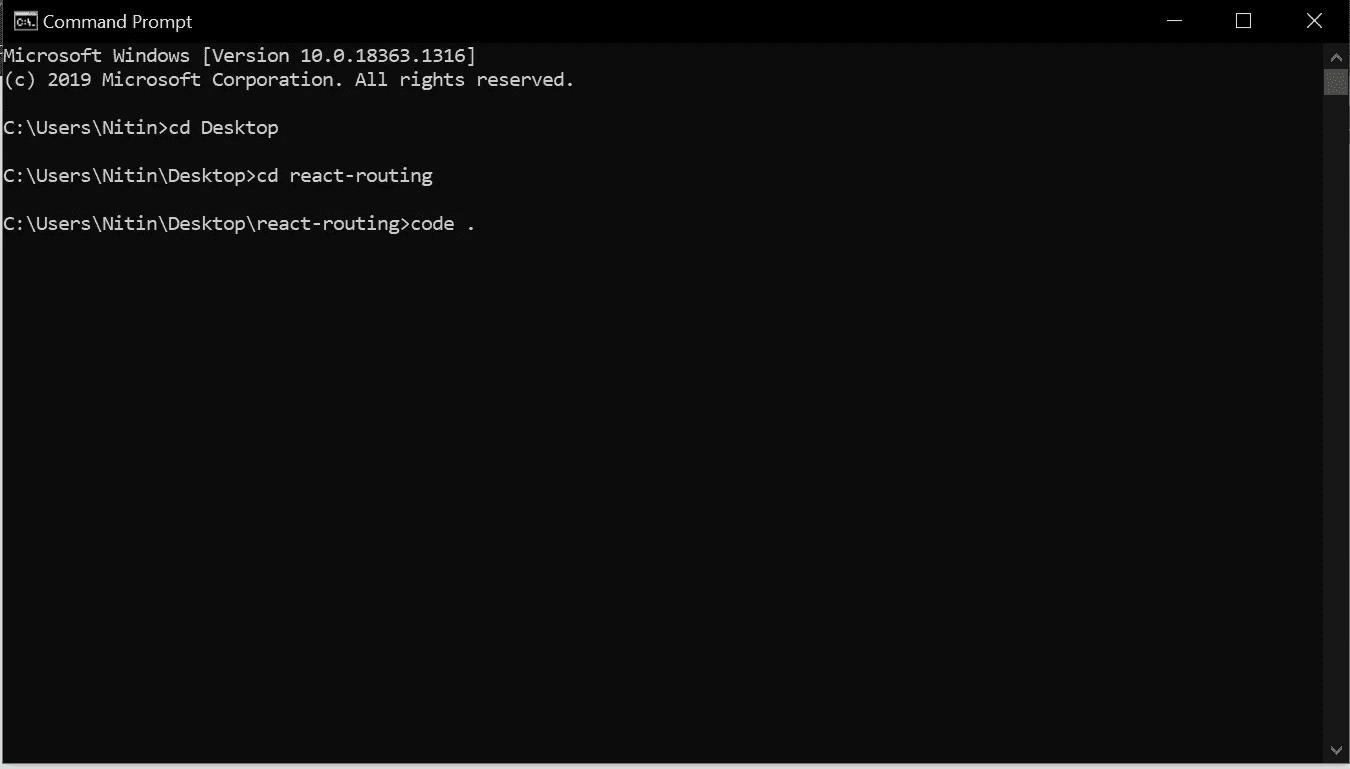 Command Prompt
Microsoft Windows [Version 10.0.18363.1316]
(c) 2019 Microsoft Corporation. All rights reserved.
C:\Users\Nitin>cd Desktop
C:\Users\Nitin\Desktop>cd react-routing
C:\Users\Nitin\Desktop\react-routing>code .